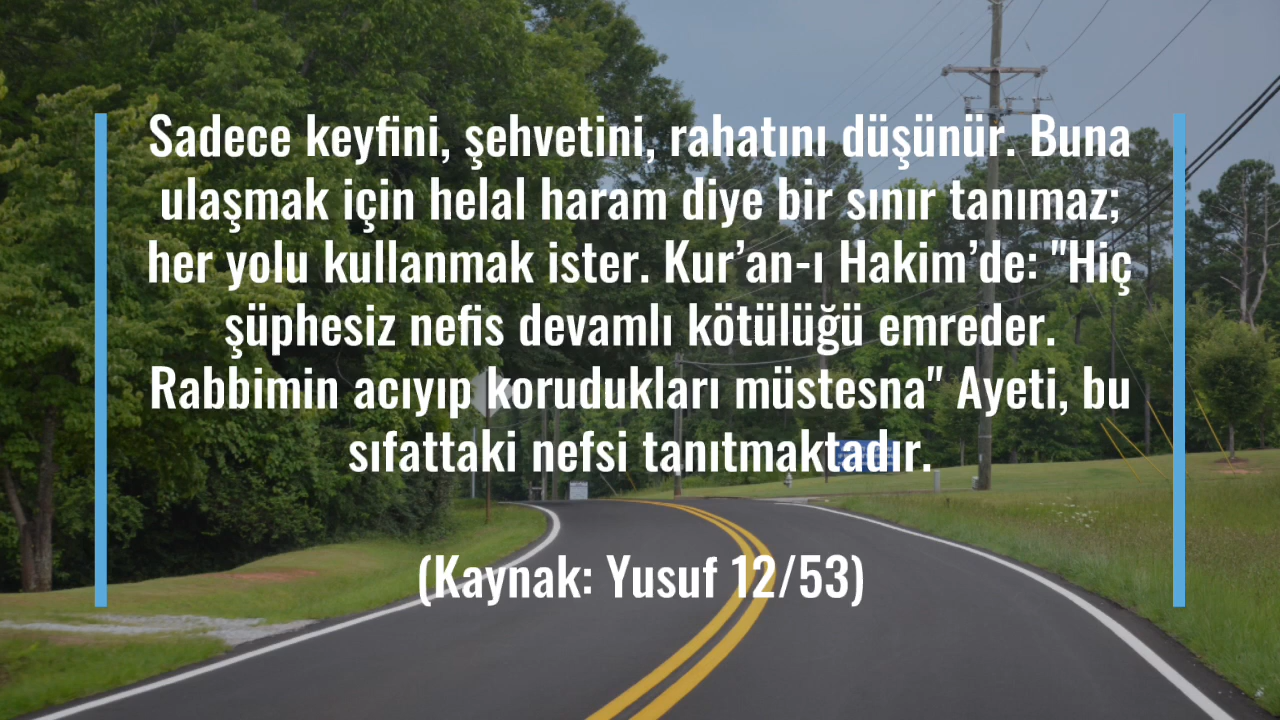 Sadece keyfini, şehvetini, rahatını düşünür. Buna
ulaşmak için helal haram diye bir sınır tanımaz;
her yolu kullanmak ister. Kur’an-ı Hakim’de: "Hiç
şüphesiz nefis devamlı kötülüğü emreder.
Rabbimin acıyıp korudukları müstesna" Ayeti, bu
sıfattaki nefsi tanıtmaktadır.
(Kaynak: Yusuf 12/53)